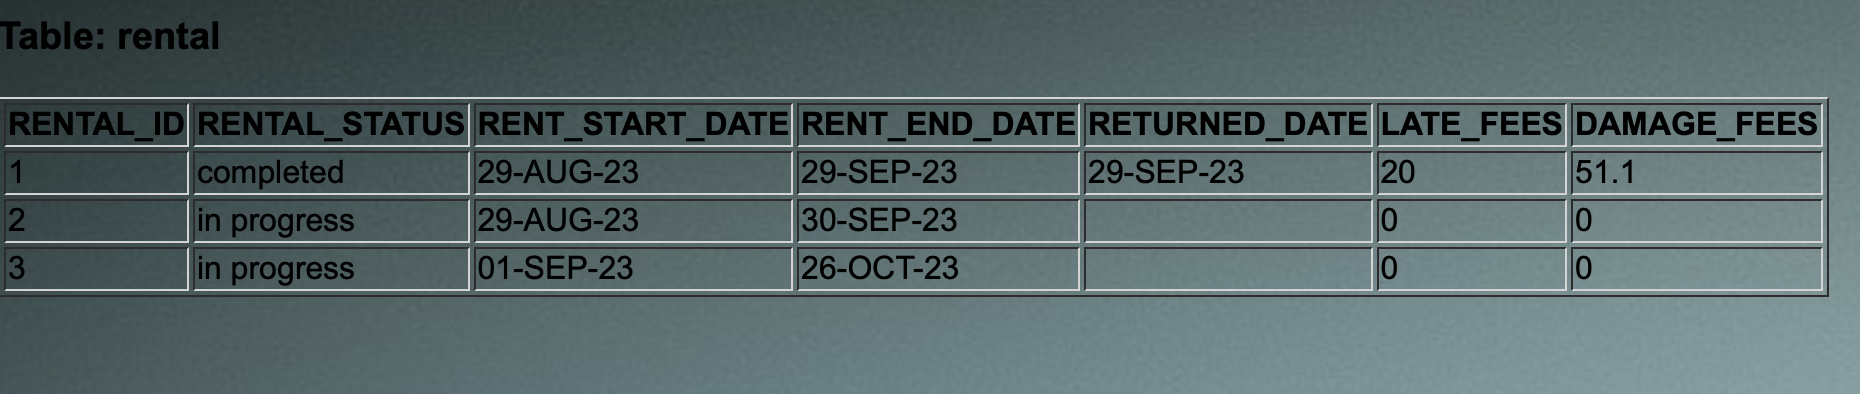 Table: rental
RENTAL_ID RENTAL_STATUS RENT_START_DATE RENT_END_DATE RETURNED_DATE LATE_FEES DAMAGE_FEES
1 completed 29-AUG-23 29-SEP-23 29-SEP-23 20 51.1
2 in progress 29-AUG-23 30-SEP-23 0 0
3 in progress 01-SEP-23 26-OCT-23 0 0